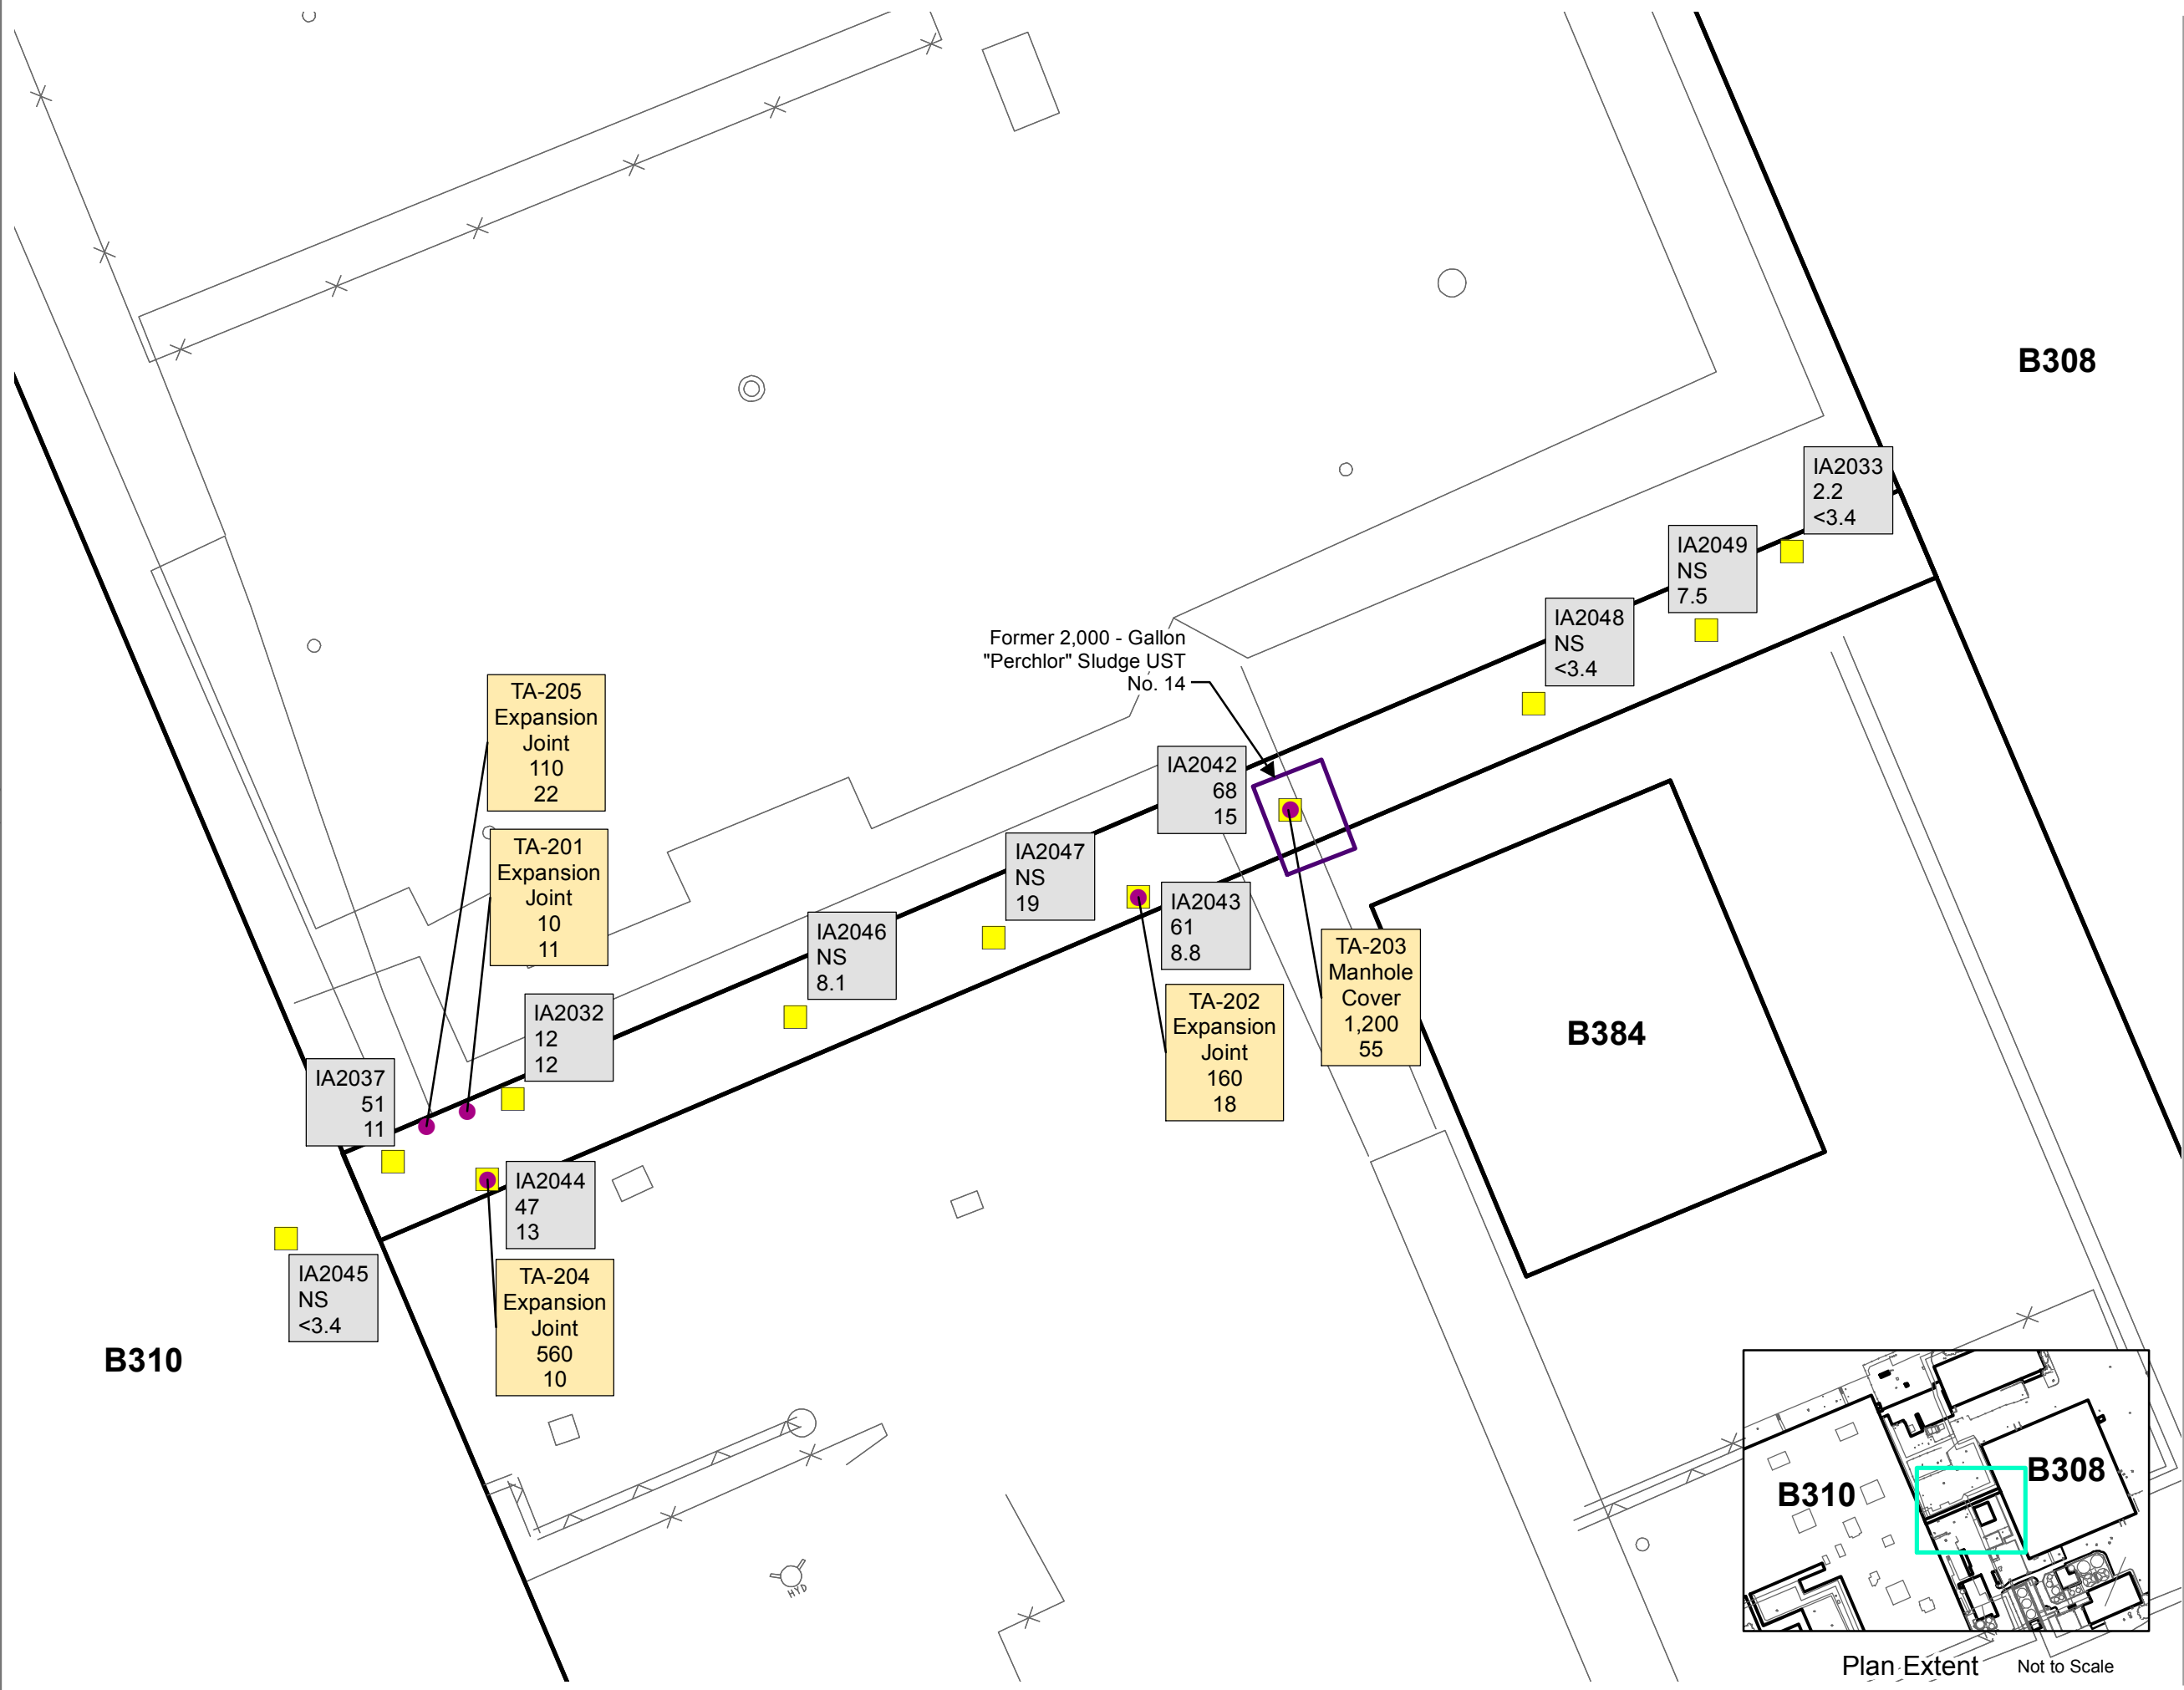 B308
IA2033
2.2
<3.4
IA2049
NS
7.5
IA2048
NS
<3.4
Former 2,000 - Gallon
"Perchlor" Sludge UST
No. 14
TA-205
Expansion
Joint
110
22
IA2042
68
15
TA-201
Expansion
Joint
10
11
IA2047
NS
19
IA2043
61
8.8
IA2046
NS
8.1
TA-203
Manhole
Cover
1,200
55
TA-202
Expansion
Joint
160
18
B384
IA2032
12
12
IA2037
51
11
IA2044
47
13
IA2045
NS
<3.4
TA-204
Expansion
Joint
560
10
B310
HYD
B308
B310
Plan Extent
Not to Scale